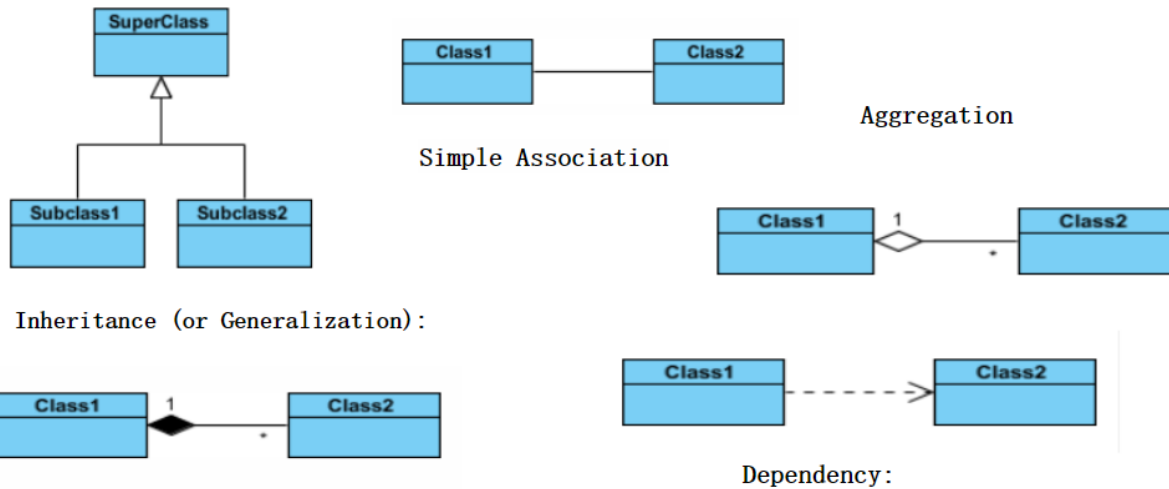 SuperClass
Subclass1
Subclass2
Inheritance (or Generalization):
Class1
Class2
Simple Association
Aggregation
Class1
1
*
Class2
Class1
1
*
Class2
Class1
Class2
Dependency: